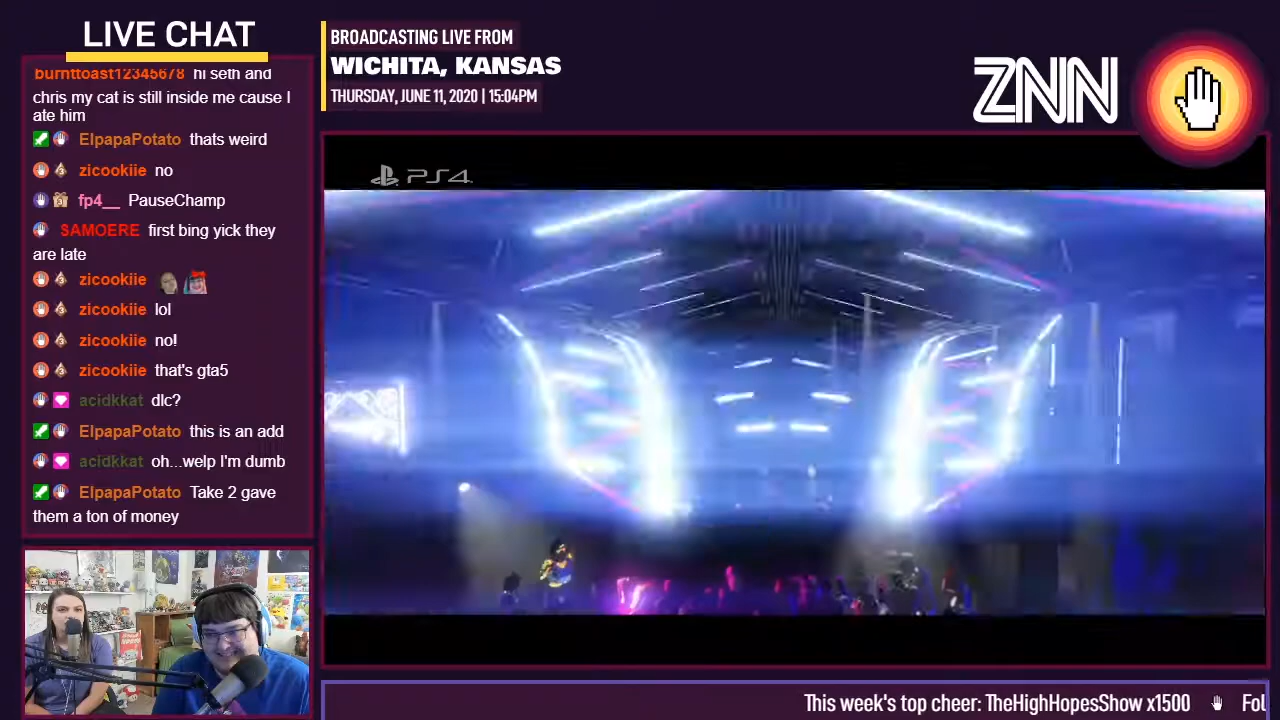 LIVE CHAT
burnttoast12345678 hi seth and
chris my cat is still inside me cause I
ate him
ElpapaPotato thats weird
zicookiie no
fp4__ PauseChamp
SAMOERE first bing yick they
are late
zicookiie
zicookiie lol
zicookiie no!
zicookiie that's gta5
acidkkat dlc?
ElpapaPotato this is an add
acidkkat oh...welp I'm dumb
ElpapaPotato Take 2 gave
them a ton of money
BROADCASTING LIVE FROM
WICHITA, KANSAS
THURSDAY, JUNE 11, 2020 | 15:04PM
ZNN
PS4
This week's top cheer: TheHighHopesShow x1500
Fol